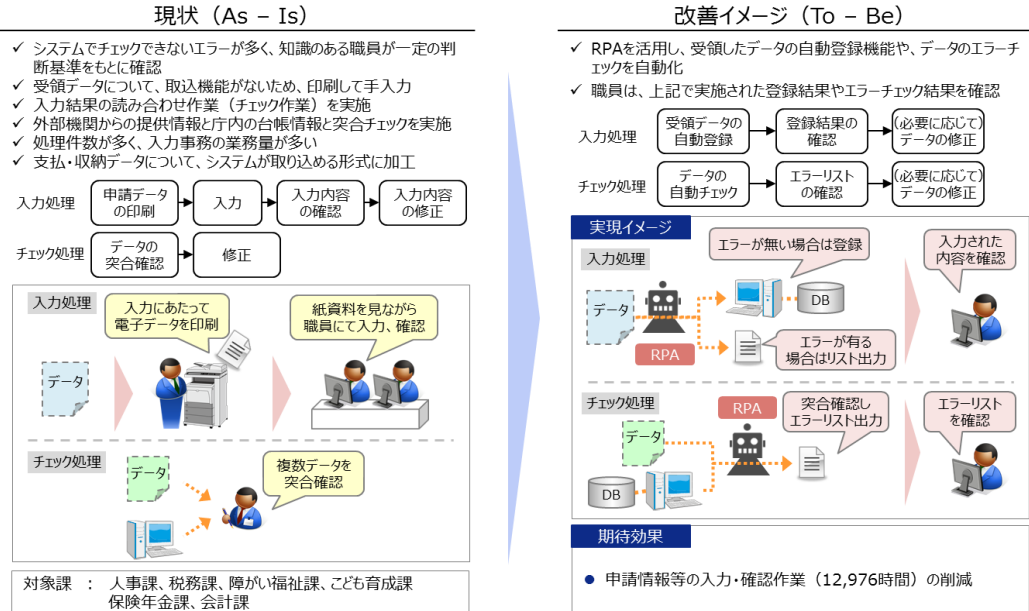 現状（As – Is）
✓ システムでチェックできないエラーが多く、知識のある職員が一定の判
断基準をもとに確認
✓ 受領データについて、取込機能がないため、印刷して手入力
✓ 入力結果の読み合わせ作業（チェック作業）を実施
✓ 外部機関からの提供情報と庁内の台帳情報と突合チェックを実施
✓ 処理件数が多く、入力事務の業務量が多い
✓ 支払・収納データについて、システムが取り込める形式に加工
入力処理
申請データ
の印刷
入力
入力内容
の確認
入力内容
の修正
チェック処理
データの
突合確認
修正
入力処理
入力にあたって
電子データを印刷
紙資料を見ながら
職員にて入力、確認
データ
チェック処理
データ
複数データを
突合確認
対象課 ： 人事課、税務課、障がい福祉課、こども育成課
保険年金課、会計課
改善イメージ（To – Be）
✓ RPAを活用し、受領したデータの自動登録機能や、データのエラーチ
ェックを自動化
✓ 職員は、上記で実施された登録結果やエラーチェック結果を確認
入力処理
受領データの
自動登録
登録結果の
確認
(必要に応じて)
データの修正
チェック処理
データの
自動チェック
エラーリスト
の確認
(必要に応じて)
データの修正
実現イメージ
入力処理
エラーが無い場合は登録
入力された
内容を確認
データ
DB
RPA
エラーが有る
場合はリスト出力
チェック処理
RPA
突合確認し
エラーリスト出力
エラーリスト
を確認
データ
DB
期待効果
● 申請情報等の入力・確認作業（12,976時間）の削減